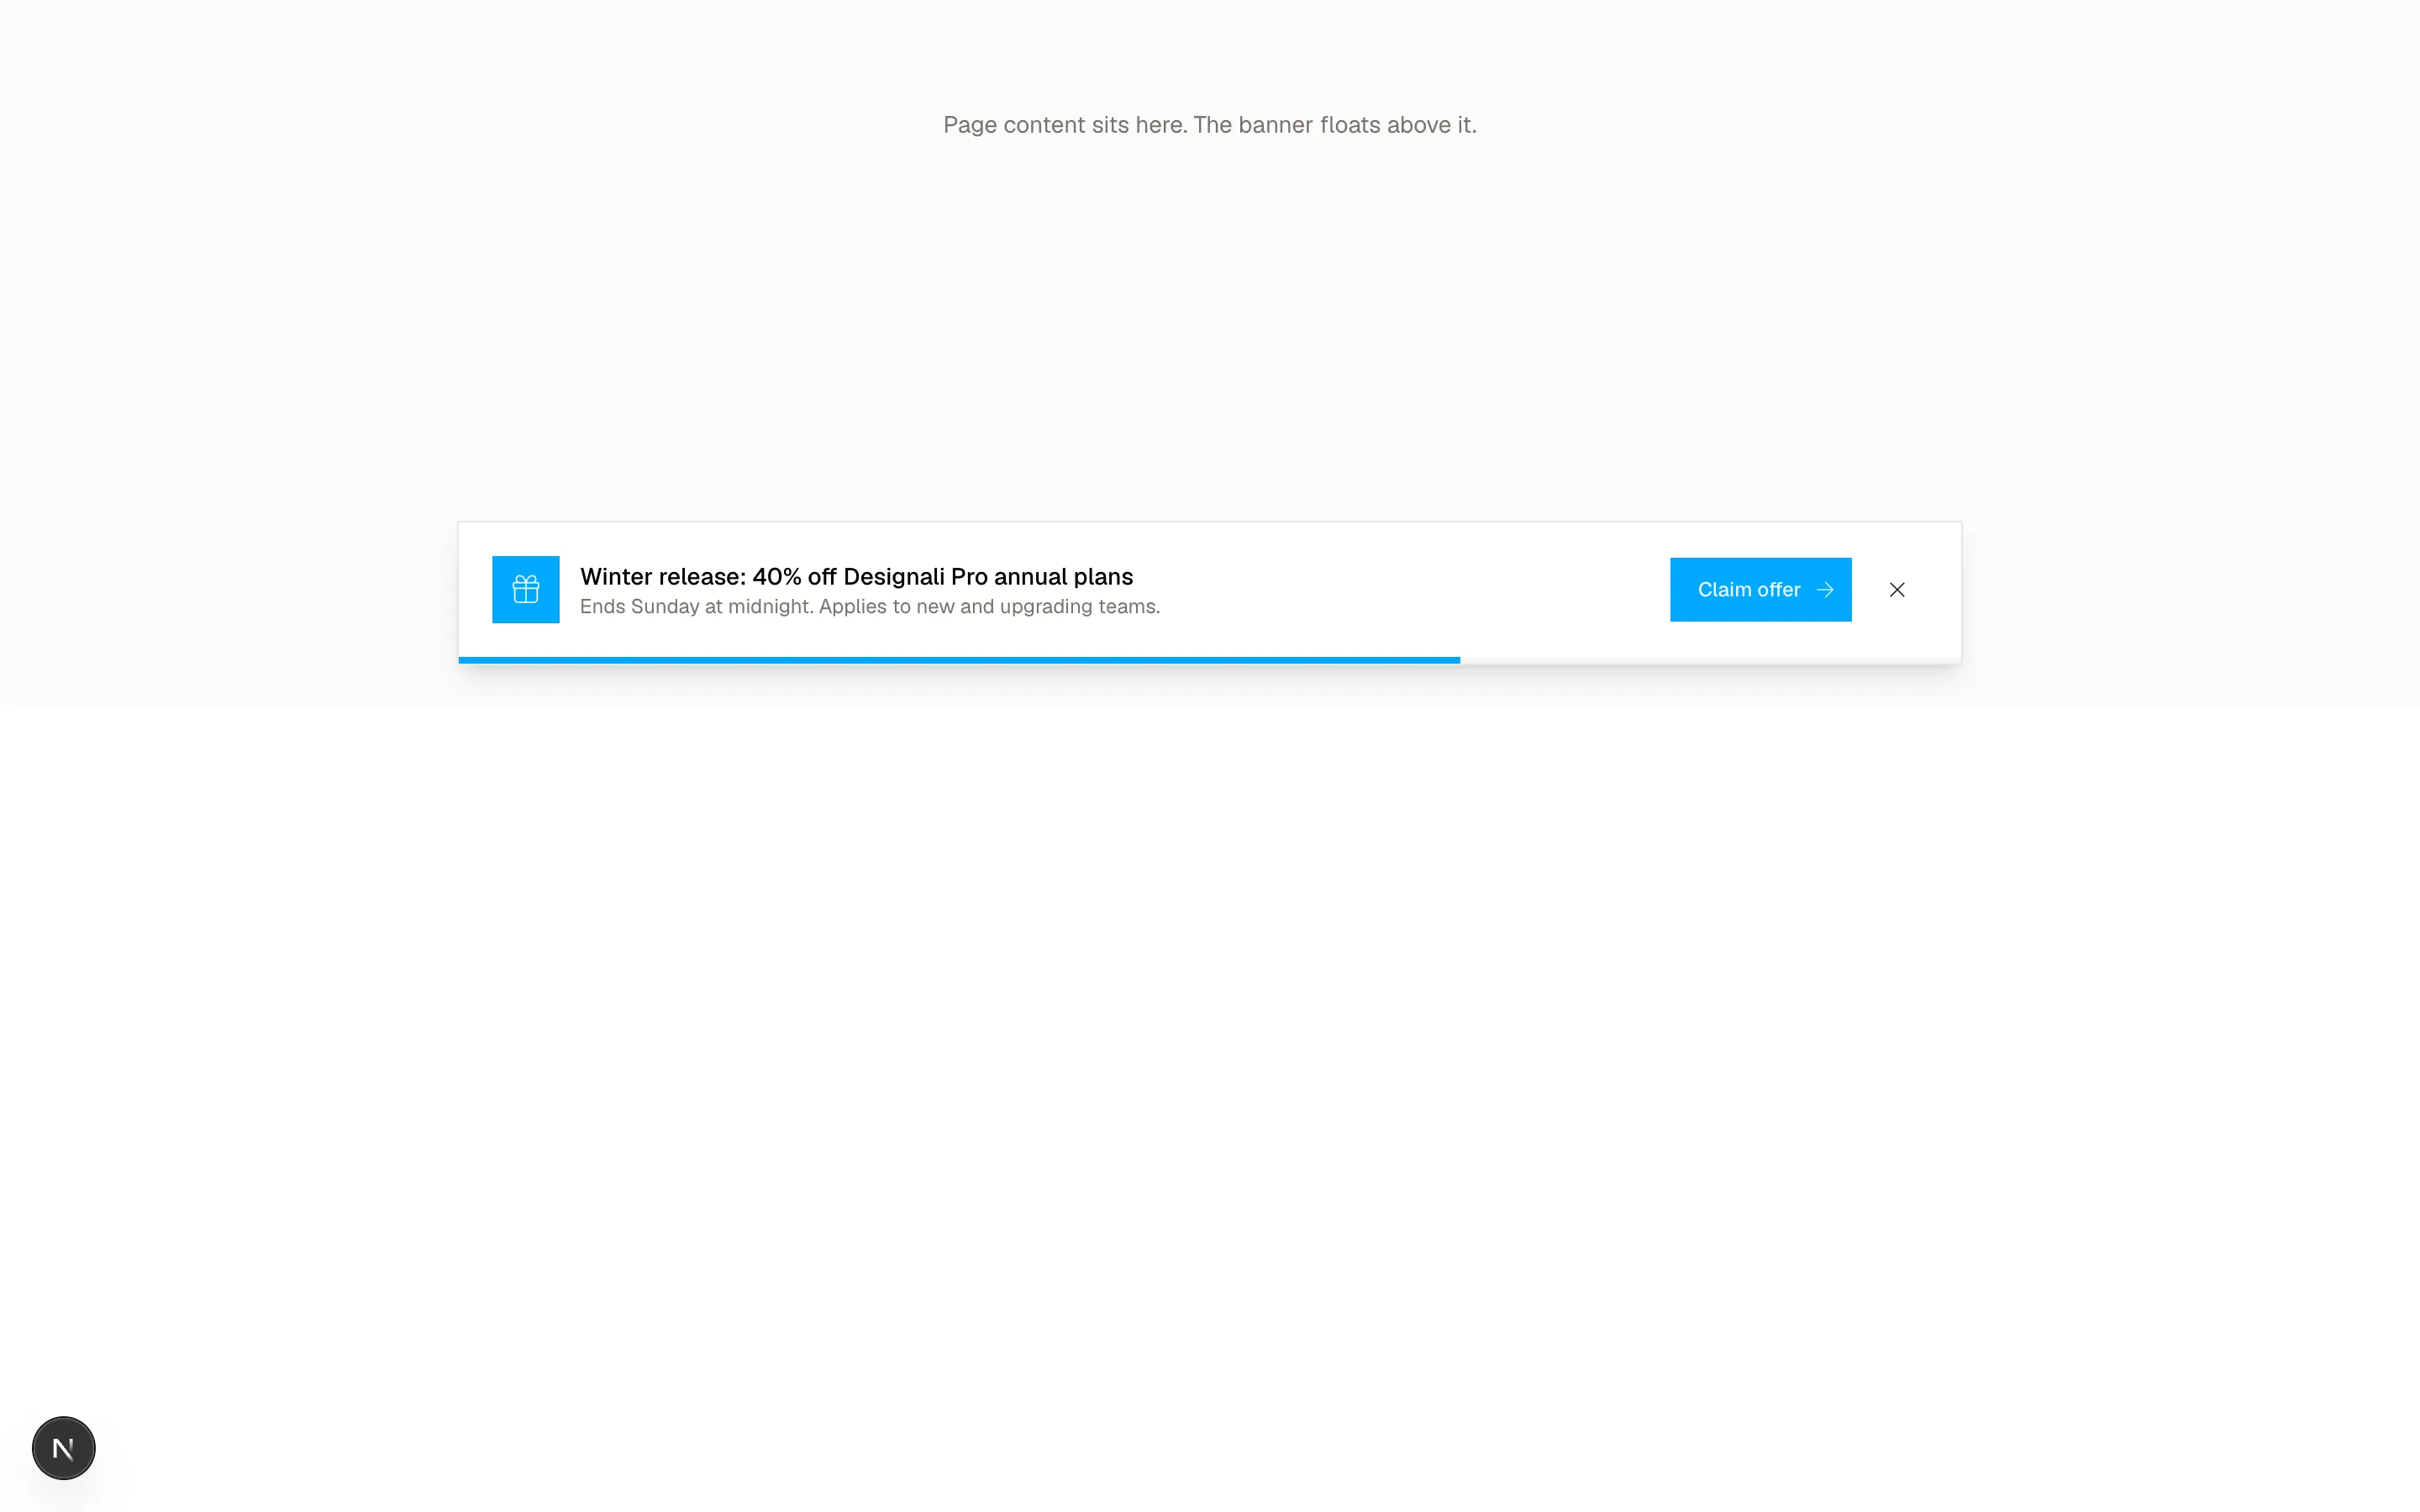 Page content sits here. The banner floats above it.
Winter release: 40% off Designali Pro annual plans
Ends Sunday at midnight. Applies to new and upgrading teams.
Claim offer
N